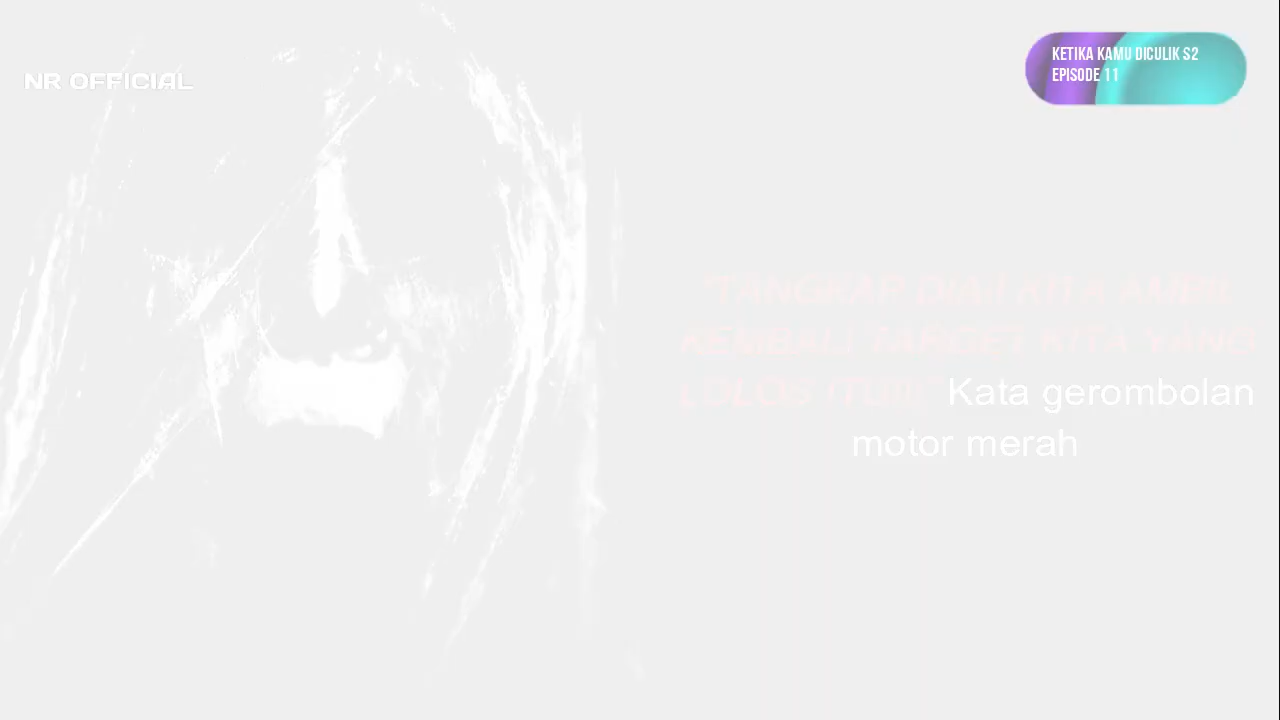 NR OFFICIAL
KETIKA KAMU DICULIK S2
EPISODE 11
"TANGKAP DIA!! KITA AMBIL
KEMBALI TARGET KITA YANG
LOLOS ITU!!" Kata gerombolan
motor merah